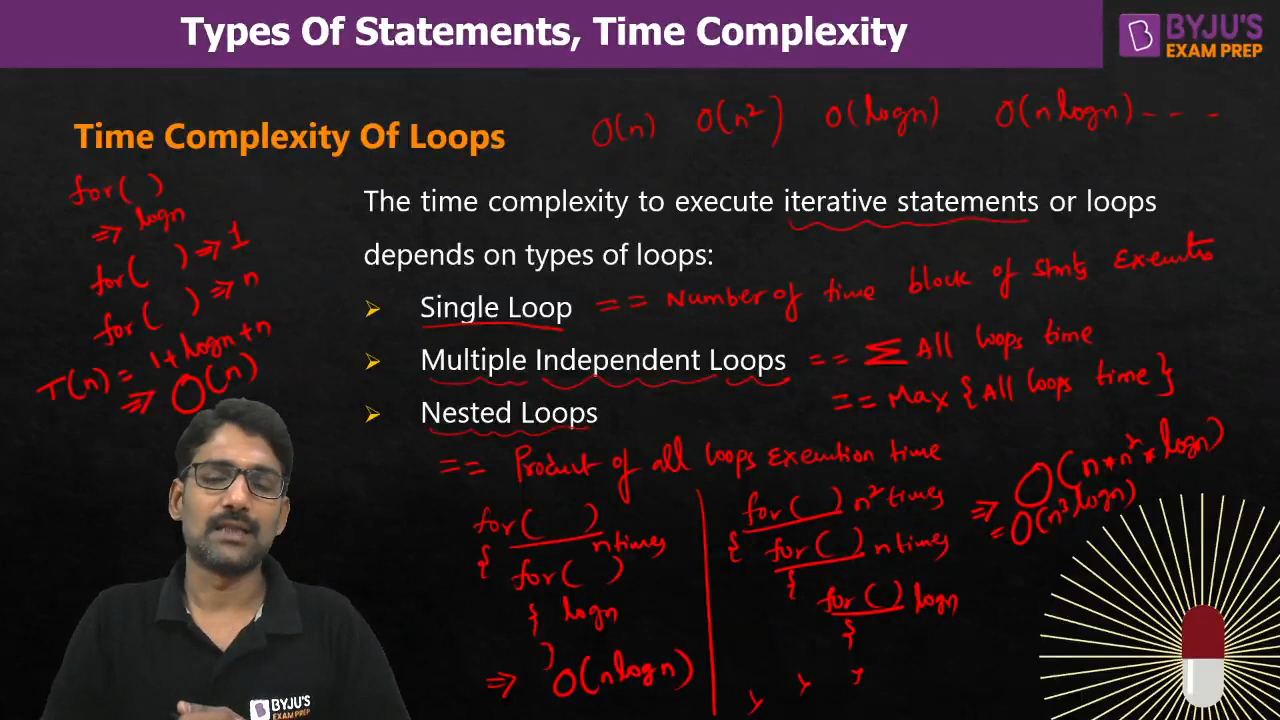 Types Of Statements, Time Complexity
BYJU'S
EXAM PREP
Time Complexity Of Loops
O(n) O(n²) O(logn) O(nlogn) - - -
for( )
⇒ logn
for( ) ⇒ 1
for( ) ⇒ n
T(n) = 1+logn+n
⇒ O(n)
The time complexity to execute iterative statements or loops
depends on types of loops:
➢ Single Loop == Number of time block of stmts Executio
➢ Multiple Independent Loops == Σ All loops time
== Max {All loops time}
➢ Nested Loops
== Product of all loops execution time
for( )
{ n times
for( )
{ logn
}
⇒ O(nlogn)
for( ) n² times
{ for( ) n times
{
for( ) logn
{
} } }
⇒ O(n*n²*logn)
= O(n³logn)
BYJU'S
EXAM PREP